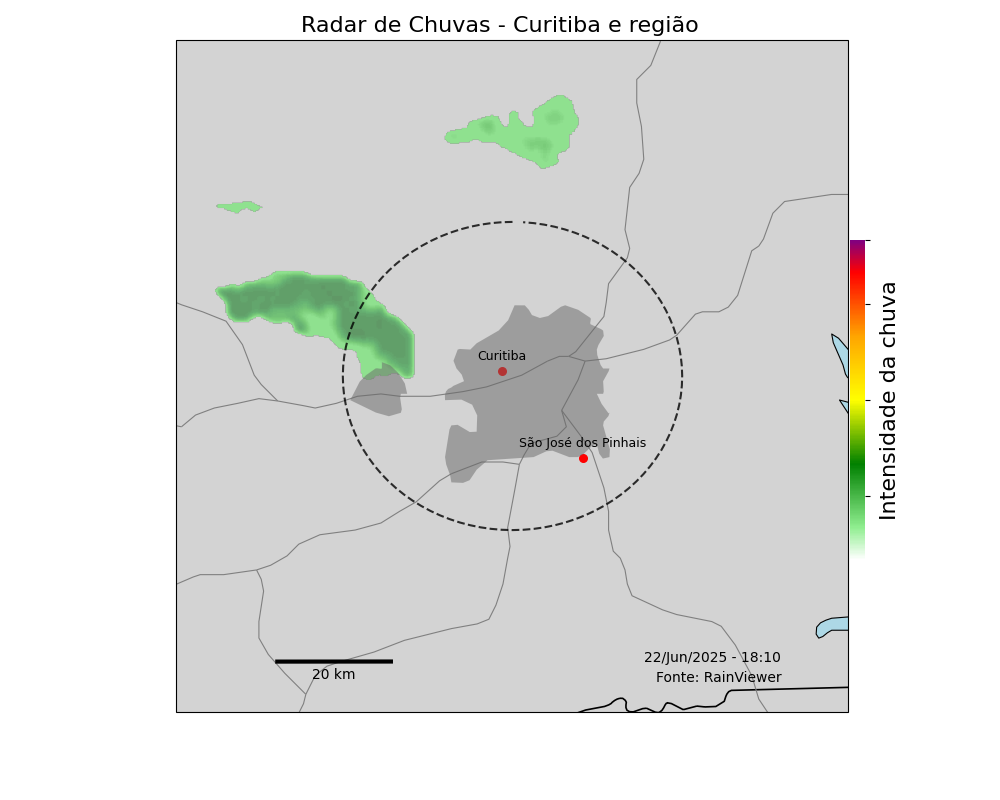 Radar de Chuvas - Curitiba e região
Curitiba
São José dos Pinhais
Intensidade da chuva
22/Jun/2025 - 18:10
Fonte: RainViewer
20 km